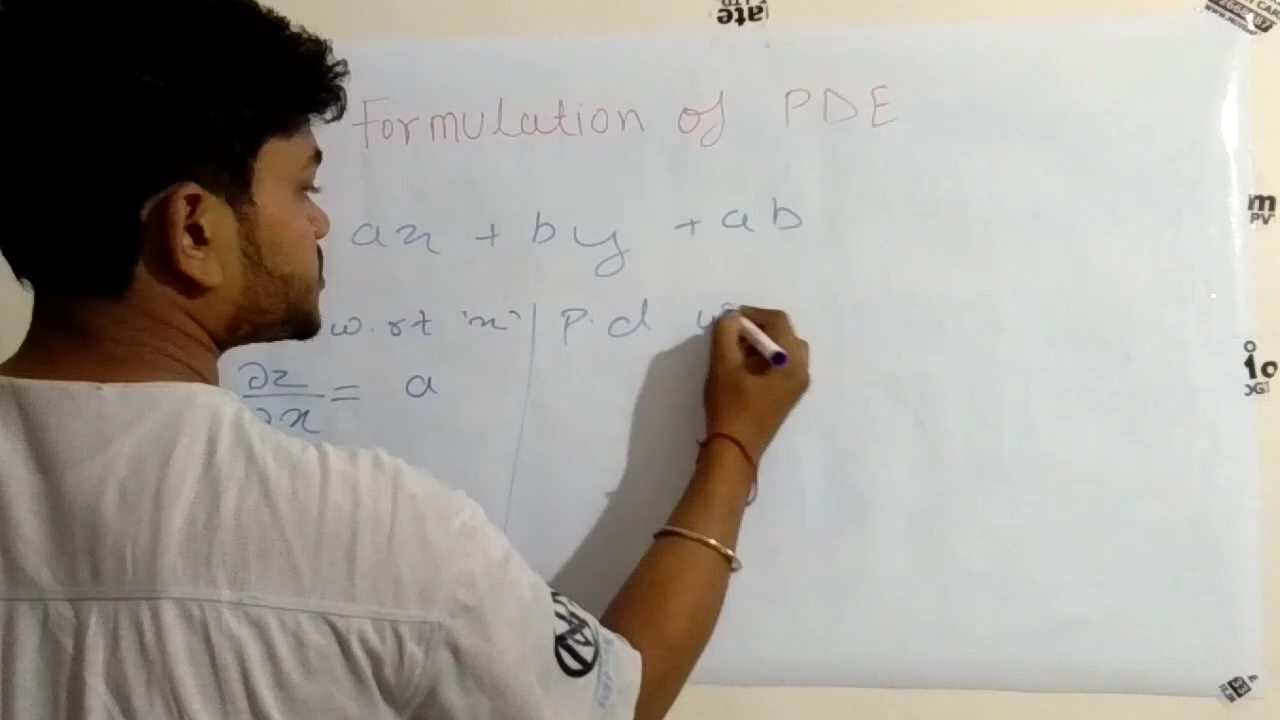 Formulation of PDE
ax + by + ab
w.r.t 'x' | P.d w
∂z/∂x = a